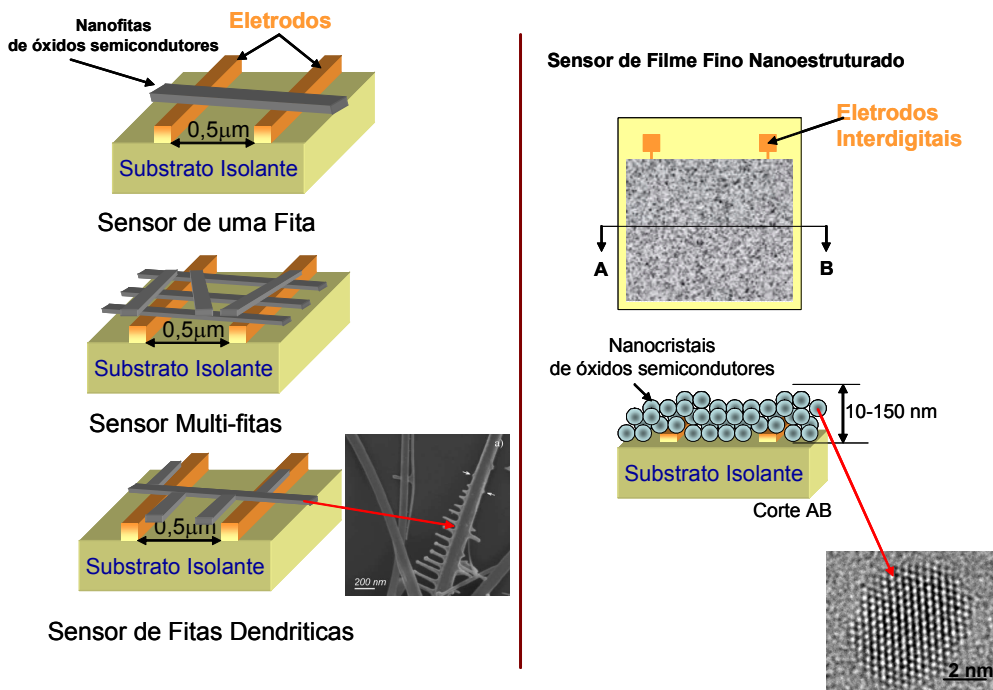 Nanofitas
de óxidos semicondutores
Eletrodos
0,5µm
Substrato Isolante
Sensor de uma Fita
0,5µm
Substrato Isolante
Sensor Multi-fitas
0,5µm
Substrato Isolante
a)
200 nm
Sensor de Fitas Dendriticas
Sensor de Filme Fino Nanoestruturado
Eletrodos
Interdigitais
A
B
Nanocristais
de óxidos semicondutores
10-150 nm
Substrato Isolante
Corte AB
2 nm